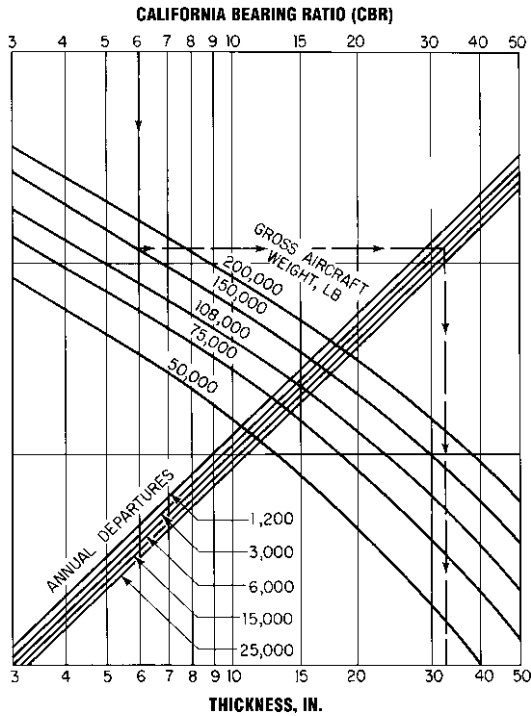 CALIFORNIA BEARING RATIO (CBR)
3 4 5 6 7 8 9 10 15 20 30 40 50
GROSS AIRCRAFT
WEIGHT, LB
200,000
150,000
108,000
75,000
50,000
ANNUAL DEPARTURES
1,200
3,000
6,000
15,000
25,000
3 4 5 6 7 8 9 10 15 20 30 40 50
THICKNESS, IN.